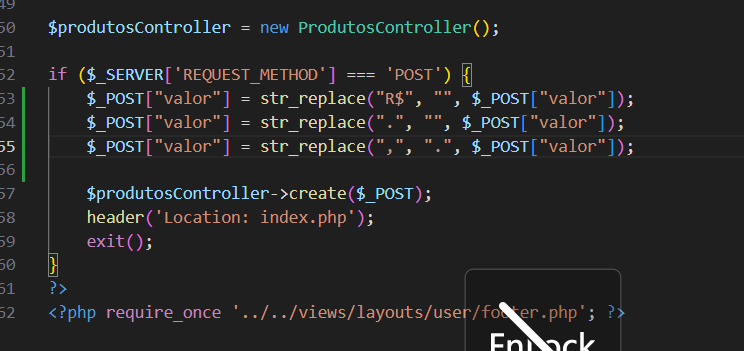 49
50 $produtosController = new ProdutosController();
51
52 if ($_SERVER['REQUEST_METHOD'] === 'POST') {
53 $_POST["valor"] = str_replace("R$", "", $_POST["valor"]);
54 $_POST["valor"] = str_replace(".", "", $_POST["valor"]);
55 $_POST["valor"] = str_replace(",", ".", $_POST["valor"]);
56
57 $produtosController->create($_POST);
58 header('Location: index.php');
59 exit();
60 }
61 ?>
62 <?php require_once '../../views/layouts/user/footer.php'; ?>